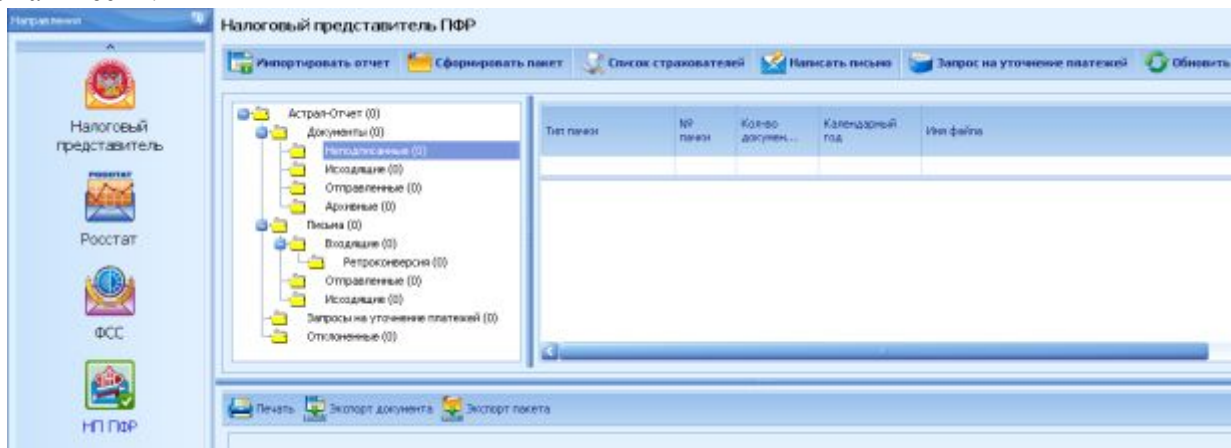 Направления
Налоговый представитель ПФР
Импортировать отчет
Сформировать пакет
Список страхователей
Написать письмо
Запрос на уточнение платежей
Обновить
Налоговый
представитель
РОССТАТ
Росстат
ФСС
НП ПФР
Астрал-Отчет (0)
Документы (0)
Неподписанные (0)
Исходящие (0)
Отправленные (0)
Архивные (0)
Письма (0)
Входящие (0)
Ретроконверсия (0)
Отправленные (0)
Исходящие (0)
Запросы на уточнение платежей (0)
Отклоненные (0)
Тип пачки
№
пачки
Кол-во
докумен...
Календарный
год
Имя файла
Печать
Экспорт документа
Экспорт пакета